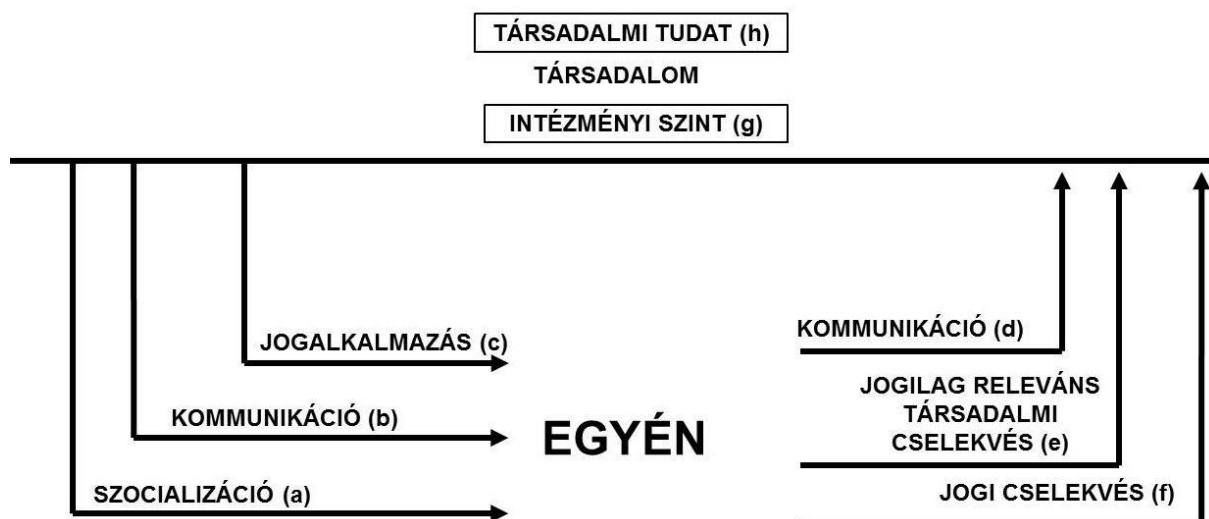 TÁRSADALMI TUDAT (h)
TÁRSADALOM
INTÉZMÉNYI SZINT (g)
JOGALKALMAZÁS (c)
KOMMUNIKÁCIÓ (b)
SZOCIALIZÁCIÓ (a)
EGYÉN
KOMMUNIKÁCIÓ (d)
JOGILAG RELEVÁNS
TÁRSADALMI
CSELEKVÉS (e)
JOGI CSELEKVÉS (f)